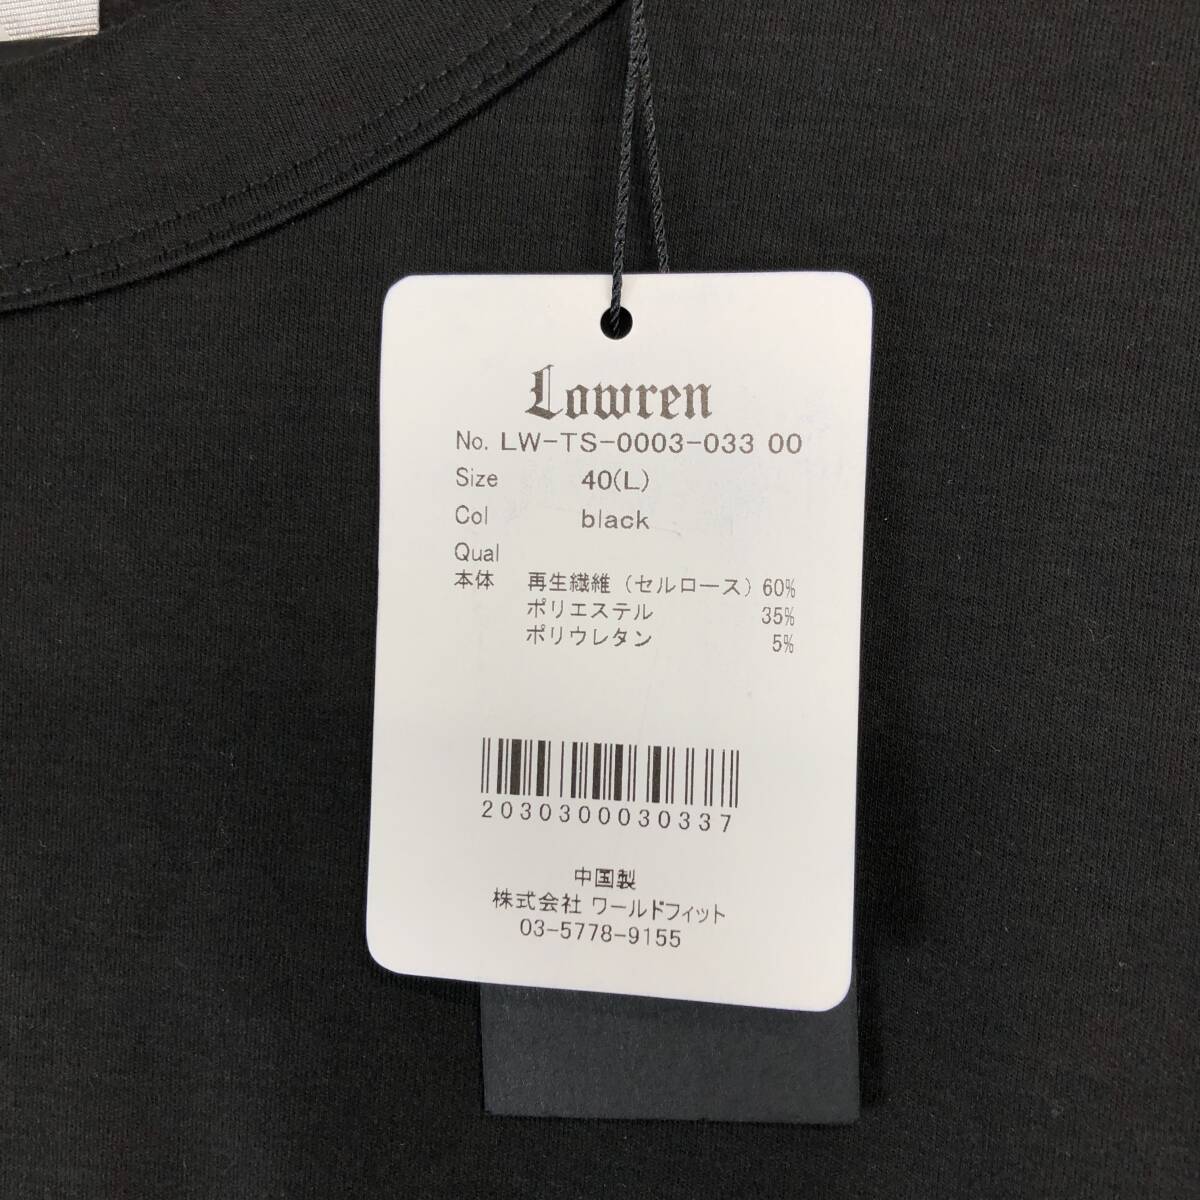 Lowren
No. LW-TS-0003-033 00
Size 40(L)
Col black
Qual
本体 再生繊維（セルロース）60%
ポリエステル 35%
ポリウレタン 5%
2030300030337
中国製
株式会社 ワールドフィット
03-5778-9155